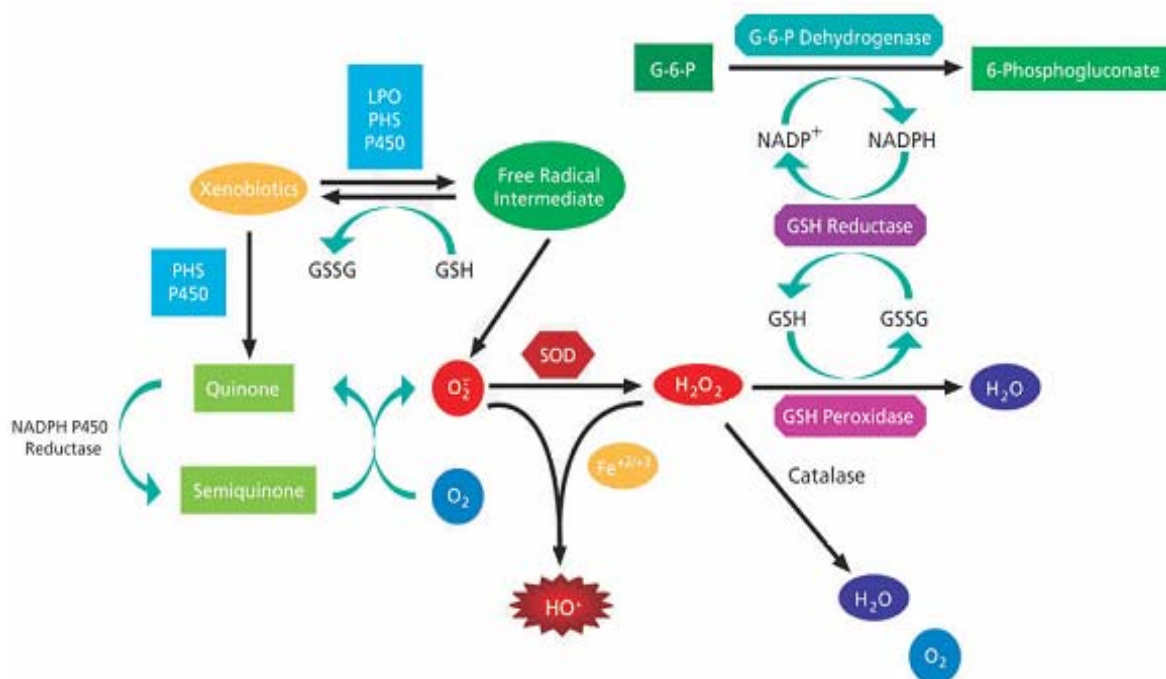 G-6-P Dehydrogenase
G-6-P
6-Phosphogluconate
LPO
PHS
P450
NADP⁺
NADPH
Xenobiotics
Free Radical
Intermediate
GSH Reductase
GSSG
GSH
PHS
P450
GSH
GSSG
SOD
Quinone
O₂⁻
H₂O₂
H₂O
GSH Peroxidase
NADPH P450
Reductase
Fe⁺²/⁺³
Catalase
Semiquinone
O₂
HO•
H₂O
O₂